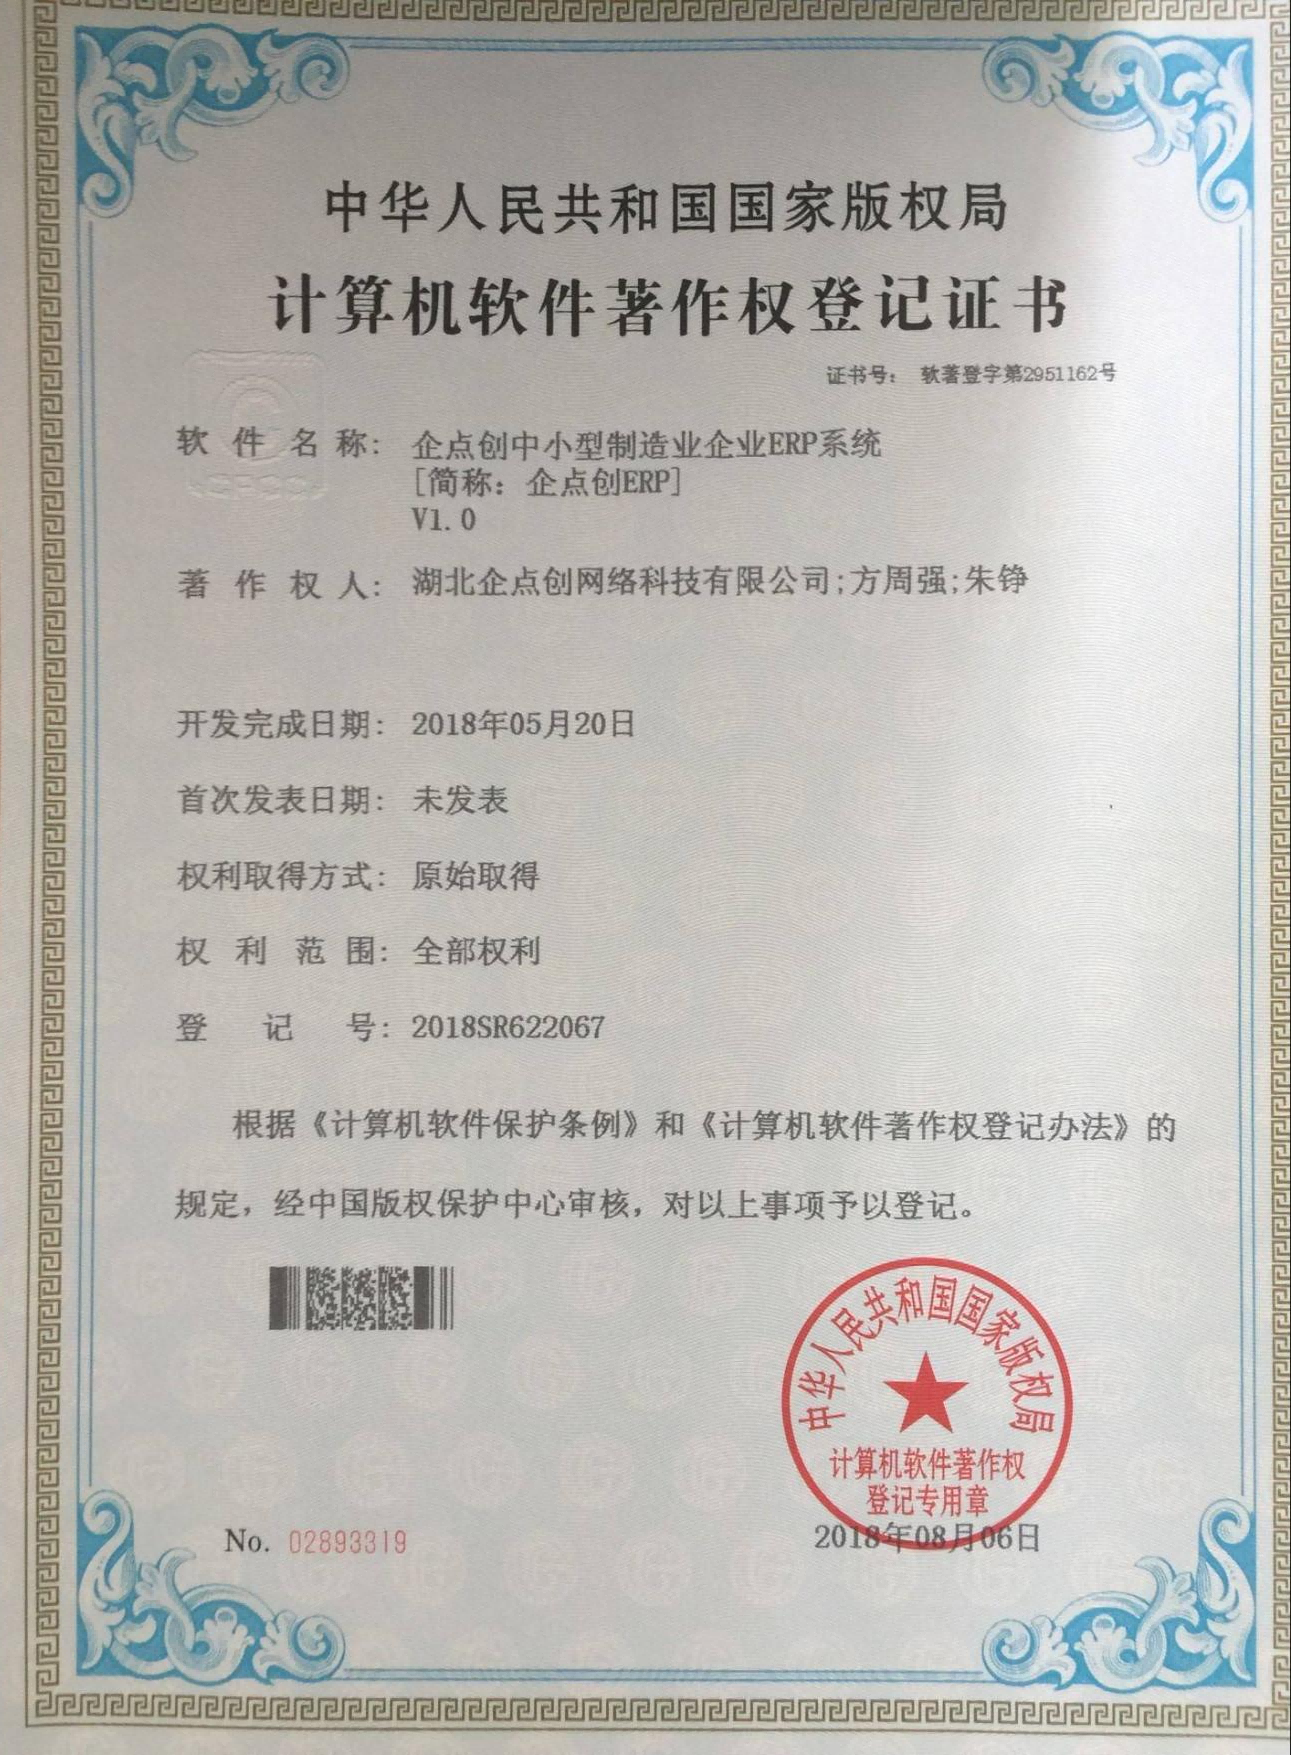 中华人民共和国国家版权局
计算机软件著作权登记证书
证书号： 软著登字第2951162号
软件名称： 企点创中小型制造业企业ERP系统
[简称：企点创ERP]
V1.0
著作权人： 湖北企点创网络科技有限公司;方周强;朱铮
开发完成日期： 2018年05月20日
首次发表日期： 未发表
权利取得方式： 原始取得
权利范围： 全部权利
登记号： 2018SR622067
根据《计算机软件保护条例》和《计算机软件著作权登记办法》的
规定，经中国版权保护中心审核，对以上事项予以登记。
中华人民共和国国家版权局
计算机软件著作权
登记专用章
No. 02893319
2018年08月06日